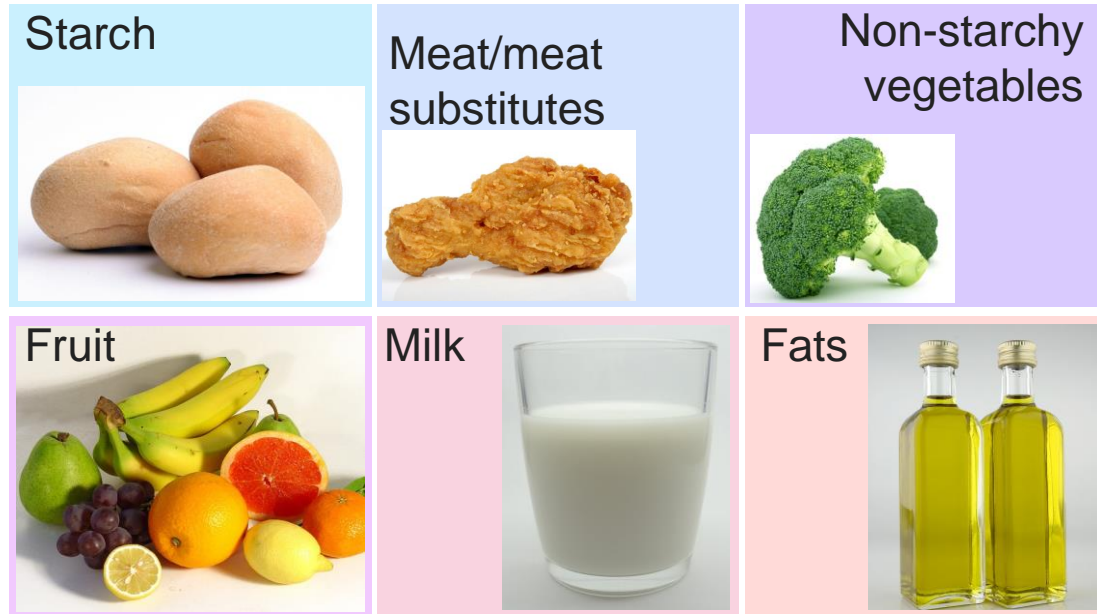 Starch
Meat/meat
substitutes
Non-starchy
vegetables
Fruit
Milk
Fats